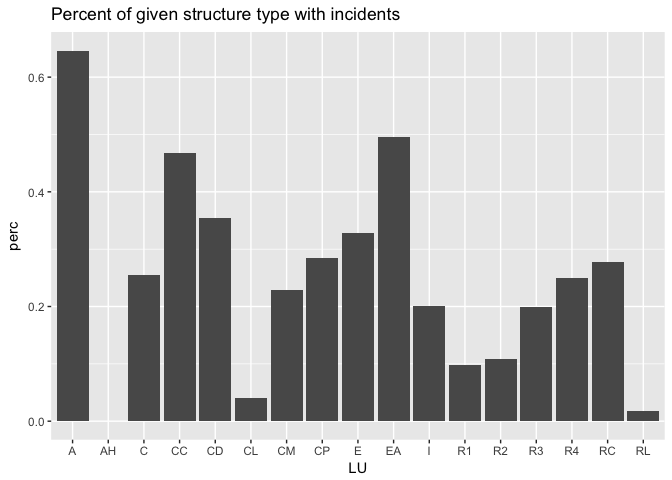 Percent of given structure type with incidents
perc
0.6
0.4
0.2
0.0
A AH C CC CD CL CM CP E EA I R1 R2 R3 R4 RC RL
LU